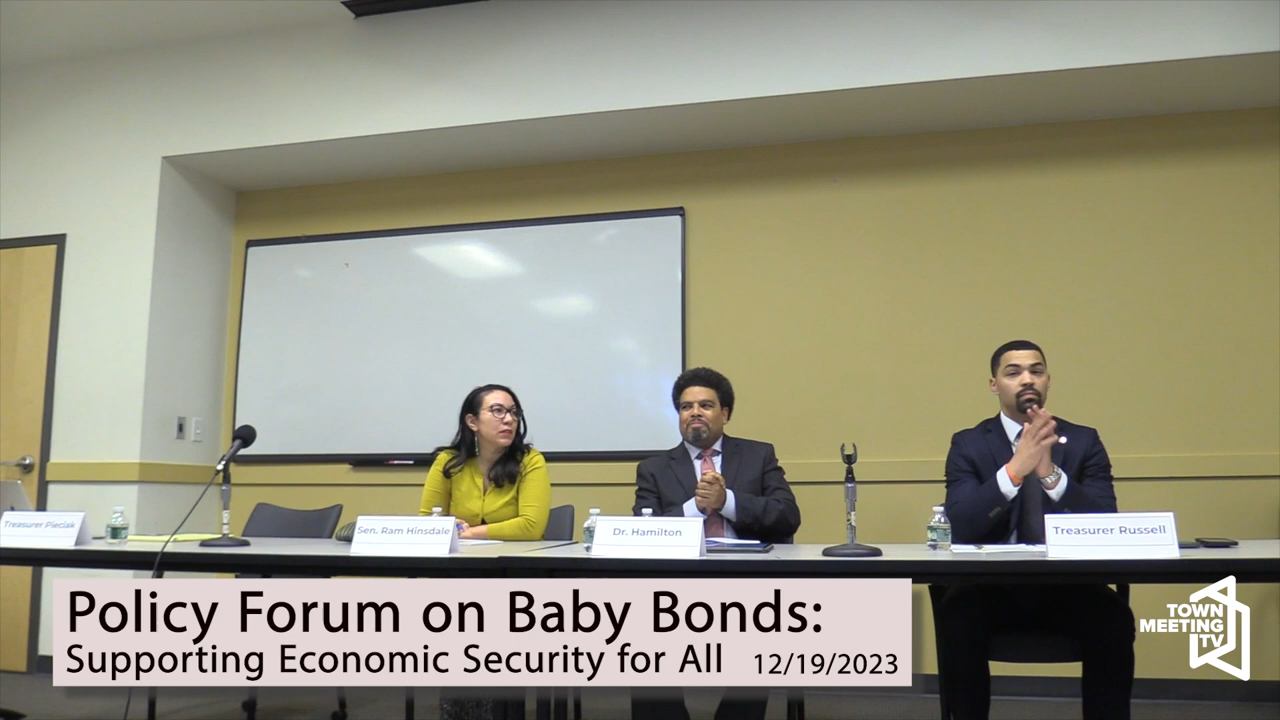 Treasurer Pieciak
Sen. Ram Hinsdale
Dr. Hamilton
Treasurer Russell
Policy Forum on Baby Bonds:
Supporting Economic Security for All 12/19/2023
TOWN
MEETING
TV